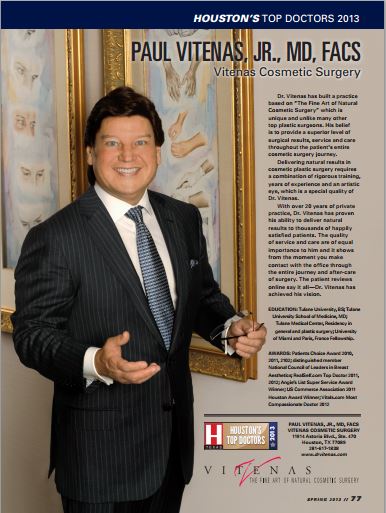 HOUSTON'S TOP DOCTORS 2013
PAUL VITENAS, JR., MD, FACS
Vitenas Cosmetic Surgery
Dr. Vitenas has built a practice
based on "The Fine Art of Natural
Cosmetic Surgery" which is
unique and unlike many other
top plastic surgeons. His belief
is to provide a superior level of
surgical results, service and care
throughout the patient's entire
cosmetic surgery journey.
Delivering natural results in
cosmetic plastic surgery requires
a combination of rigorous training,
years of experience and an artistic
eye, which is a special quality of
Dr. Vitenas.
With over 20 years of private
practice, Dr. Vitenas has proven
his ability to deliver natural
results to thousands of happily
satisfied patients. The quality
of service and care are of equal
importance to him and it shows
from the moment you make
contact with the office through
the entire journey and after-care
of surgery. The patient reviews
online say it all—Dr. Vitenas has
achieved his vision.
EDUCATION: Tulane University, BS; Tulane
University School of Medicine, MD;
Tulane Medical Center, Residency in
general and plastic surgery; University
of Miami and Paris, France Fellowship.
AWARDS: Patients Choice Award 2010,
2011, 2102; distinguished member
National Council of Leaders in Breast
Aesthetics; RealSelf.com Top Doctor 2011,
2012; Angie's List Super Service Award
Winner; US Commerce Association 2011
Houston Award Winner; Vitals.com Most
Compassionate Doctor 2012
H TEXAS
HOUSTON'S
TOP DOCTORS
2013
PAUL VITENAS, JR., MD, FACS
VITENAS COSMETIC SURGERY
11914 Astoria Blvd., Ste. 470
Houston, TX 77089
281-617-1928
www.drvitenas.com
VITENAS
THE FINE ART OF NATURAL COSMETIC SURGERY
SPRING 2013 // 77